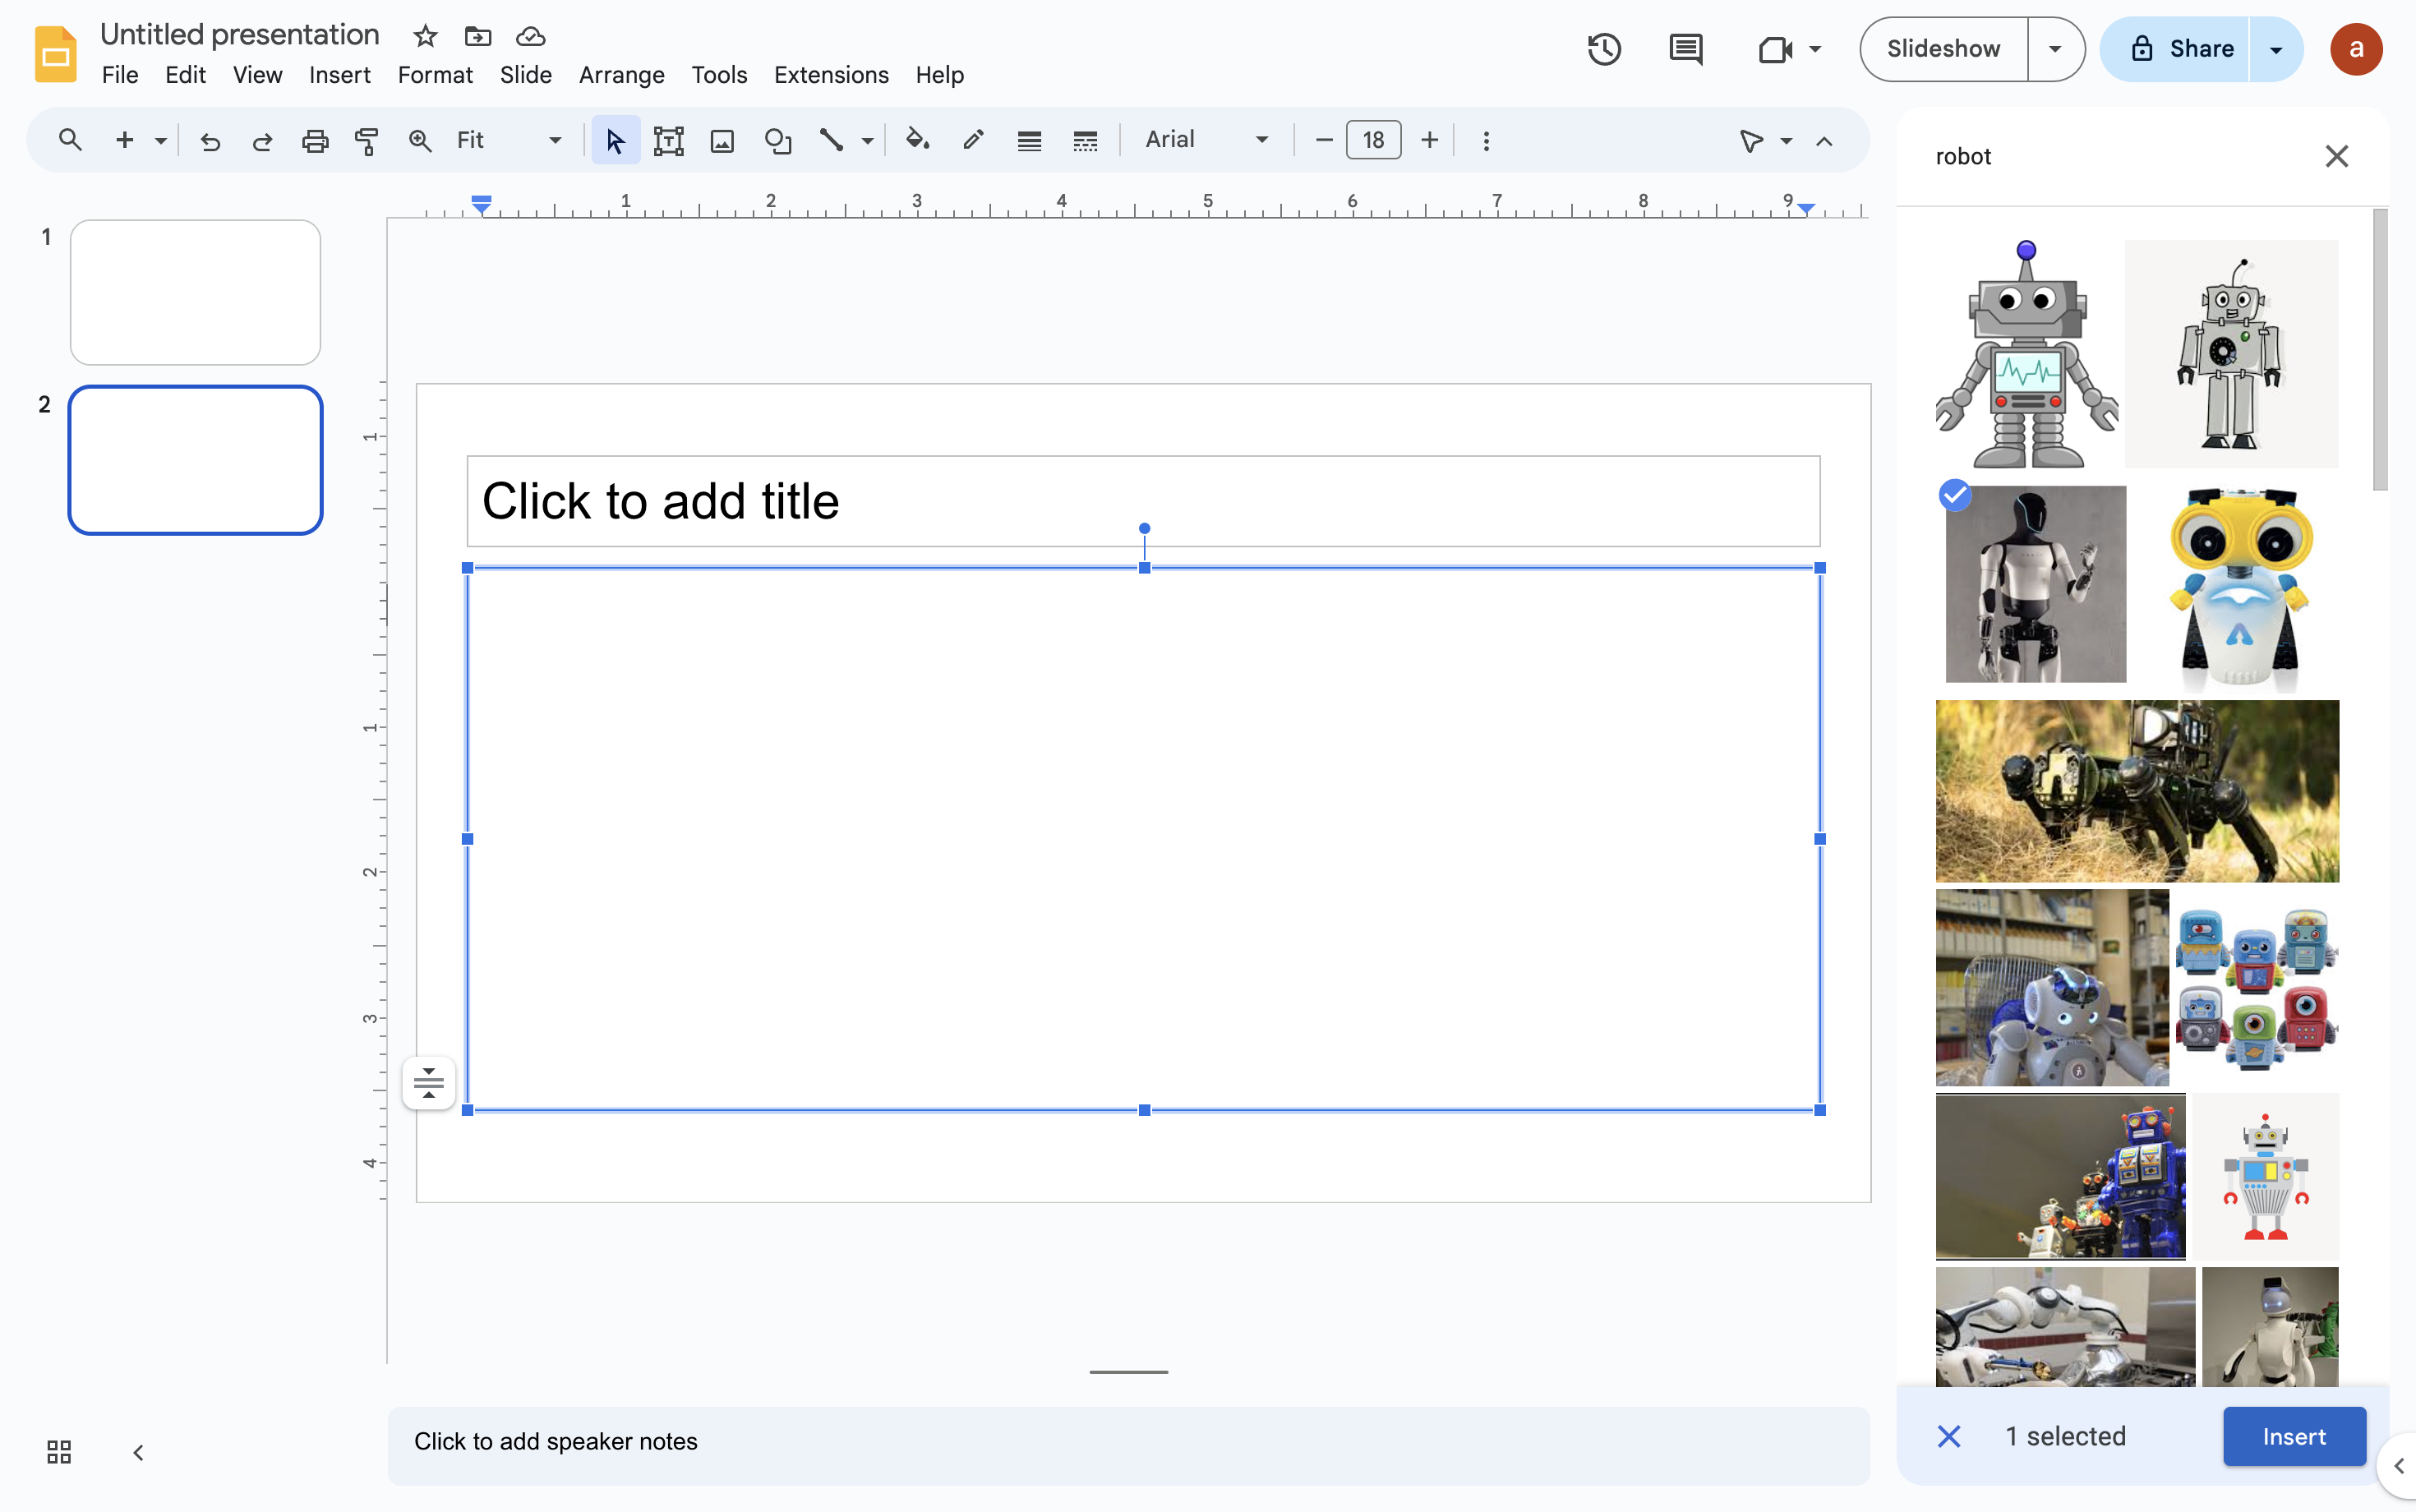 Untitled presentation
File Edit View Insert Format Slide Arrange Tools Extensions Help
Slideshow
Share
a
Fit
Arial
18
robot
1 2 3 4 5 6 7 8 9
1
2
1
1
2
3
4
Click to add title
Click to add speaker notes
1 selected
Insert